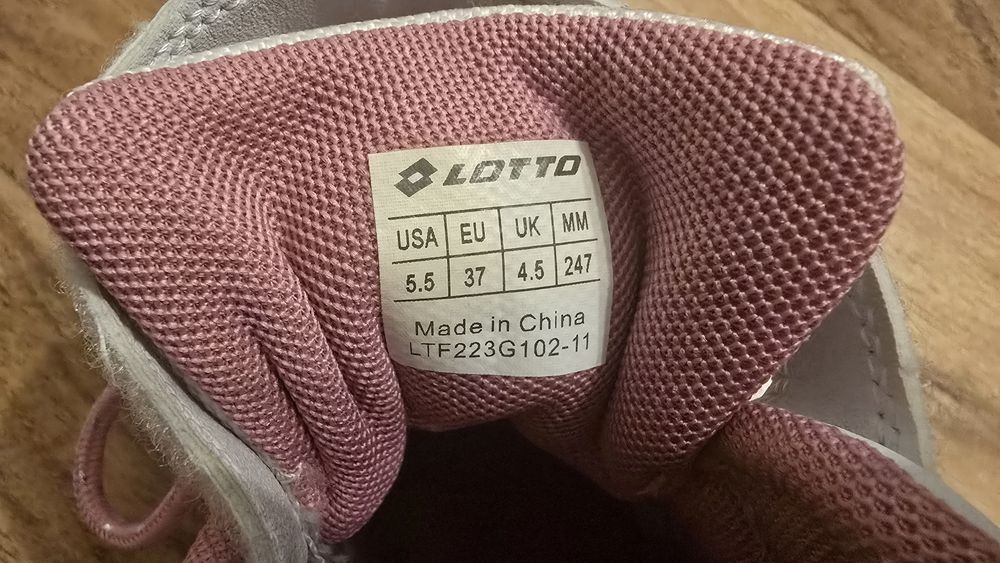 LOTTO
USA EU UK MM
5.5 37 4.5 247
Made in China
LTF223G102-11